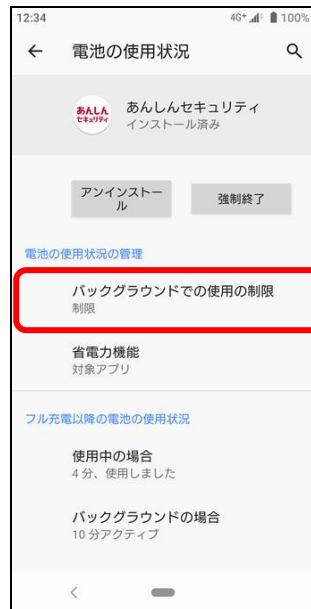 12:34 4G+ 100%
電池の使用状況
あんしん
セキュリティ
あんしんセキュリティ
インストール済み
アンインストー
ル
強制終了
電池の使用状況の管理
バックグラウンドでの使用の制限
制限
省電力機能
対象アプリ
フル充電以降の電池の使用状況
使用中の場合
4 分、使用しました
バックグラウンドの場合
10 分アクティブ